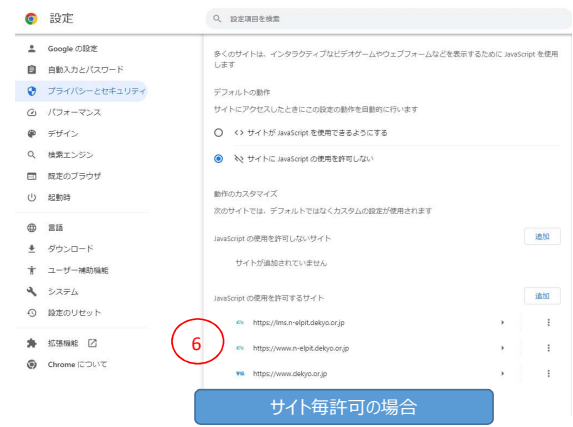 設定
設定項目を検索
Google の設定
自動入力とパスワード
プライバシーとセキュリティ
パフォーマンス
デザイン
検索エンジン
既定のブラウザ
起動時
言語
ダウンロード
ユーザー補助機能
システム
設定のリセット
拡張機能
Chrome について
多くのサイトは、インタラクティブなビデオゲームやウェブフォームなどを表示するために JavaScript を使用
します
デフォルトの動作
サイトにアクセスしたときにこの設定の動作を自動的に行います
<> サイトが JavaScript を使用できるようにする
サイトに JavaScript の使用を許可しない
動作のカスタマイズ
次のサイトでは、デフォルトではなくカスタムの設定が使用されます
JavaScript の使用を許可しないサイト
追加
サイトが追加されていません
JavaScript の使用を許可するサイト
追加
https://lms.n-elpit.dekyo.or.jp
6
https://www.n-elpit.dekyo.or.jp
https://www.dekyo.or.jp
サイト毎許可の場合